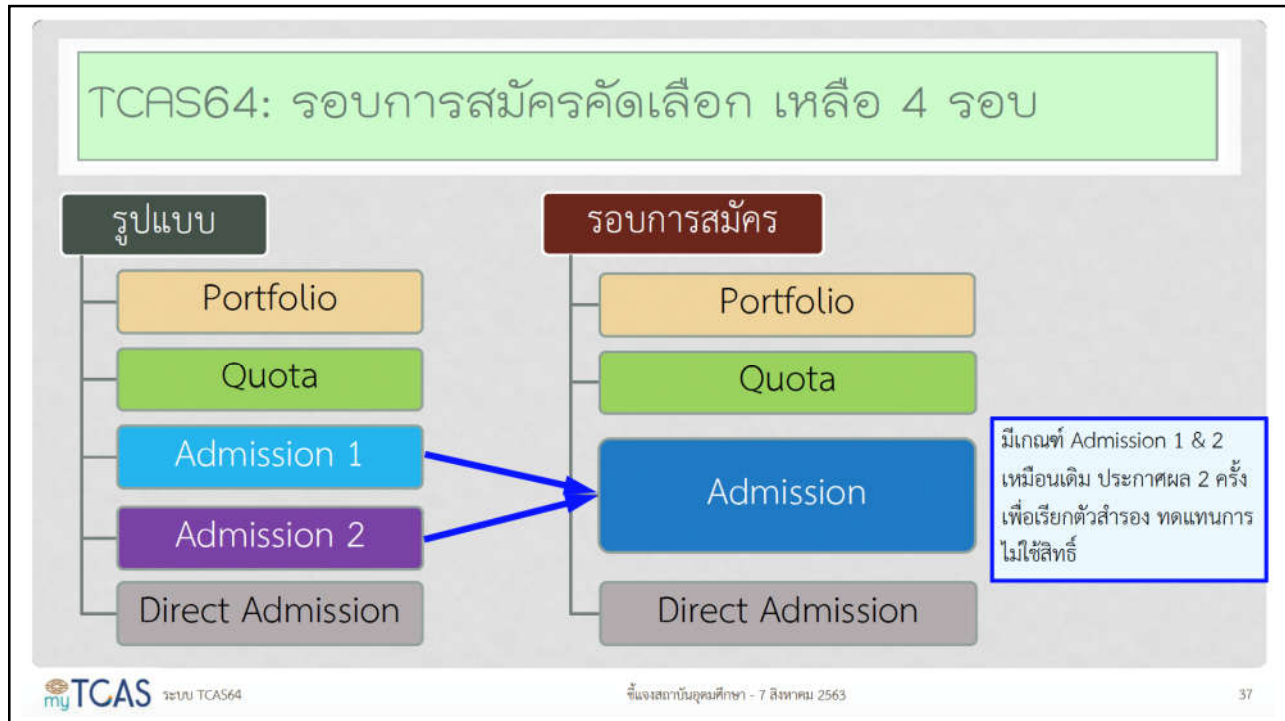 TCAS64: รอบการสมัครคัดเลือก เหลือ 4 รอบ
รูปแบบ
Portfolio
Quota
Admission 1
Admission 2
Direct Admission
รอบการสมัคร
Portfolio
Quota
Admission
Direct Admission
มีเกณฑ์ Admission 1 & 2
เหมือนเดิม ประกาศผล 2 ครั้ง
เพื่อเรียกตัวสำรอง ทดแทนการ
ไม่ใช้สิทธิ์
myTCAS ระบบ TCAS64
ชี้แจงสถาบันอุดมศึกษา - 7 สิงหาคม 2563
37